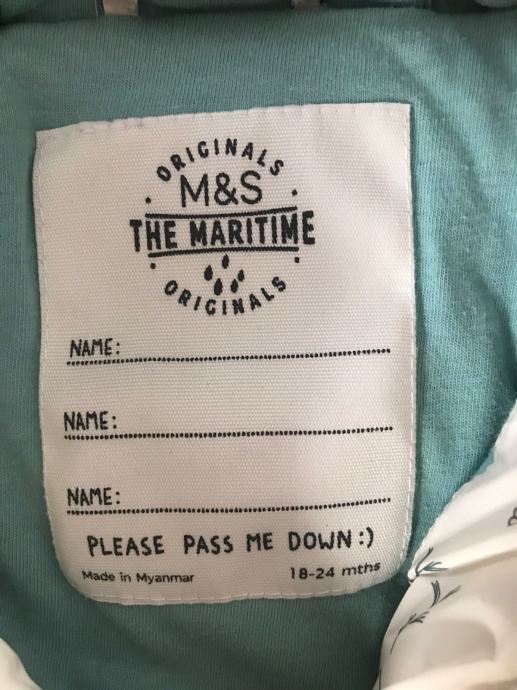 ORIGINALS
M&S
THE MARITIME
ORIGINALS
NAME:
NAME:
NAME:
PLEASE PASS ME DOWN:)
Made in Myanmar 18-24 mths